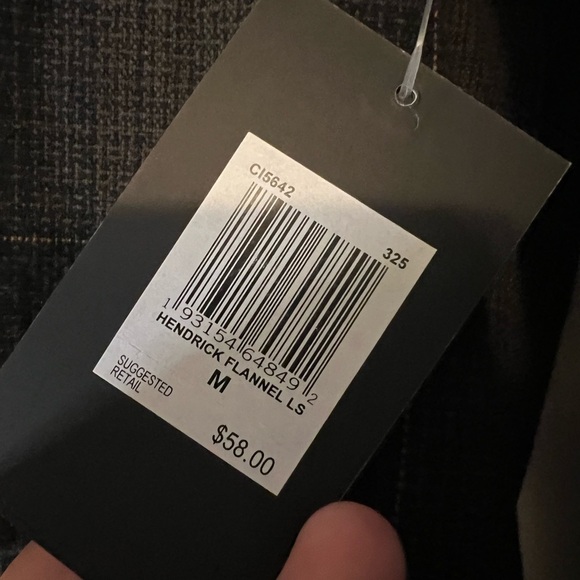 CI5642
325
1 93154 64849 2
HENDRICK FLANNEL LS
M
SUGGESTED
RETAIL
$58.00